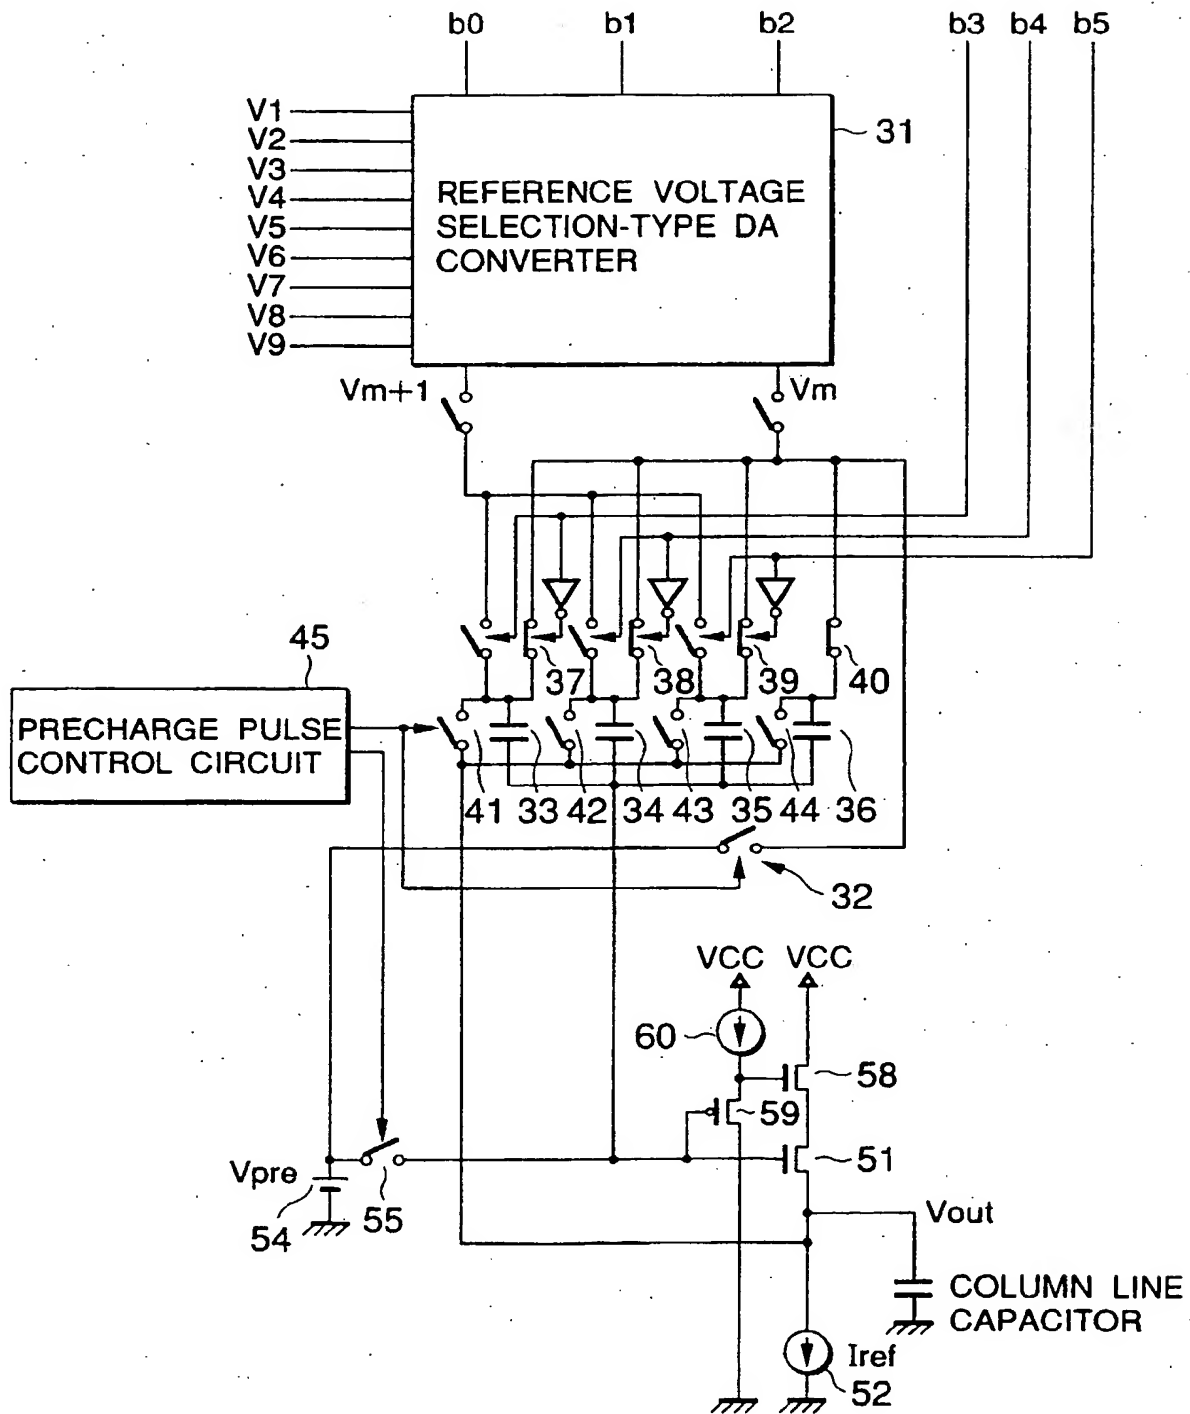 b0 b1 b2 b3 b4 b5
V1
V2
V3
V4
V5
V6
V7
V8
V9
REFERENCE VOLTAGE
SELECTION-TYPE DA
CONVERTER
31
Vm+1
Vm
45
PRECHARGE PULSE
CONTROL CIRCUIT
37 38 39 40
41 33 42 34 43 35 44 36
32
VCC VCC
60
58
59
51
Vpre
54
55
Vout
COLUMN LINE
CAPACITOR
Iref
52